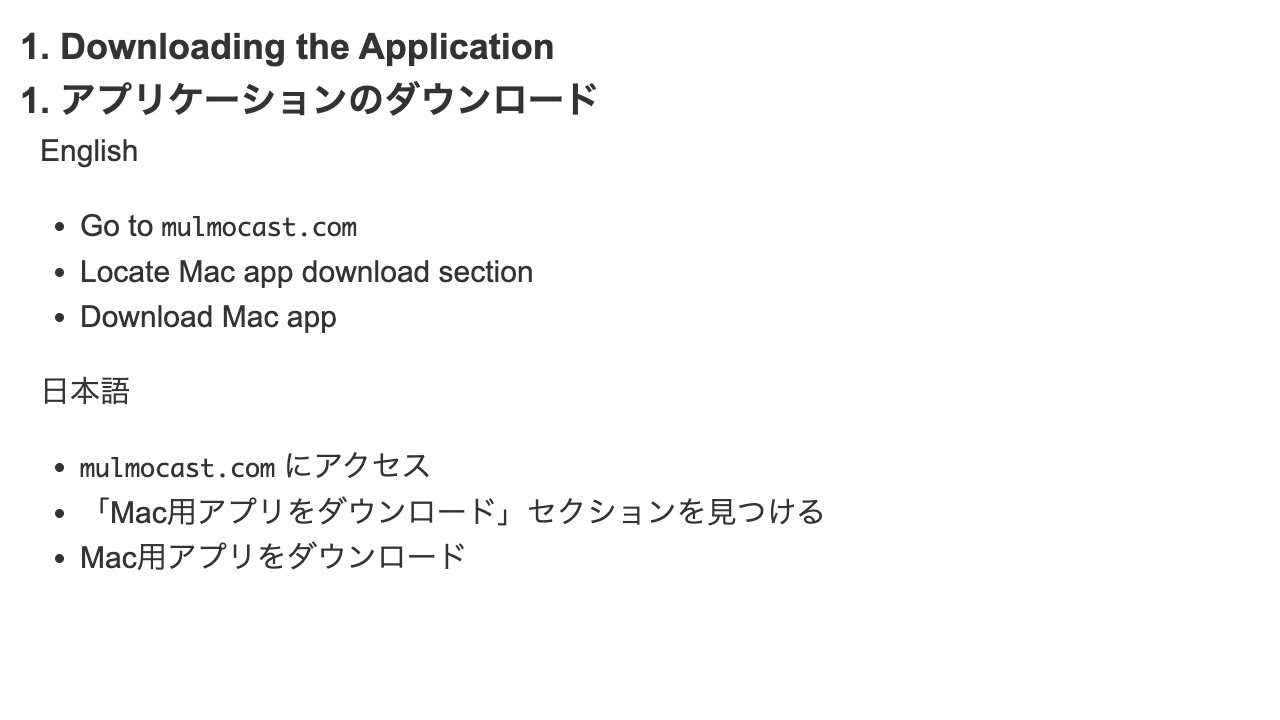 1. Downloading the Application
1. アプリケーションのダウンロード
English
• Go to mulmocast.com
• Locate Mac app download section
• Download Mac app
日本語
• mulmocast.com にアクセス
• 「Mac用アプリをダウンロード」セクションを見つける
• Mac用アプリをダウンロード